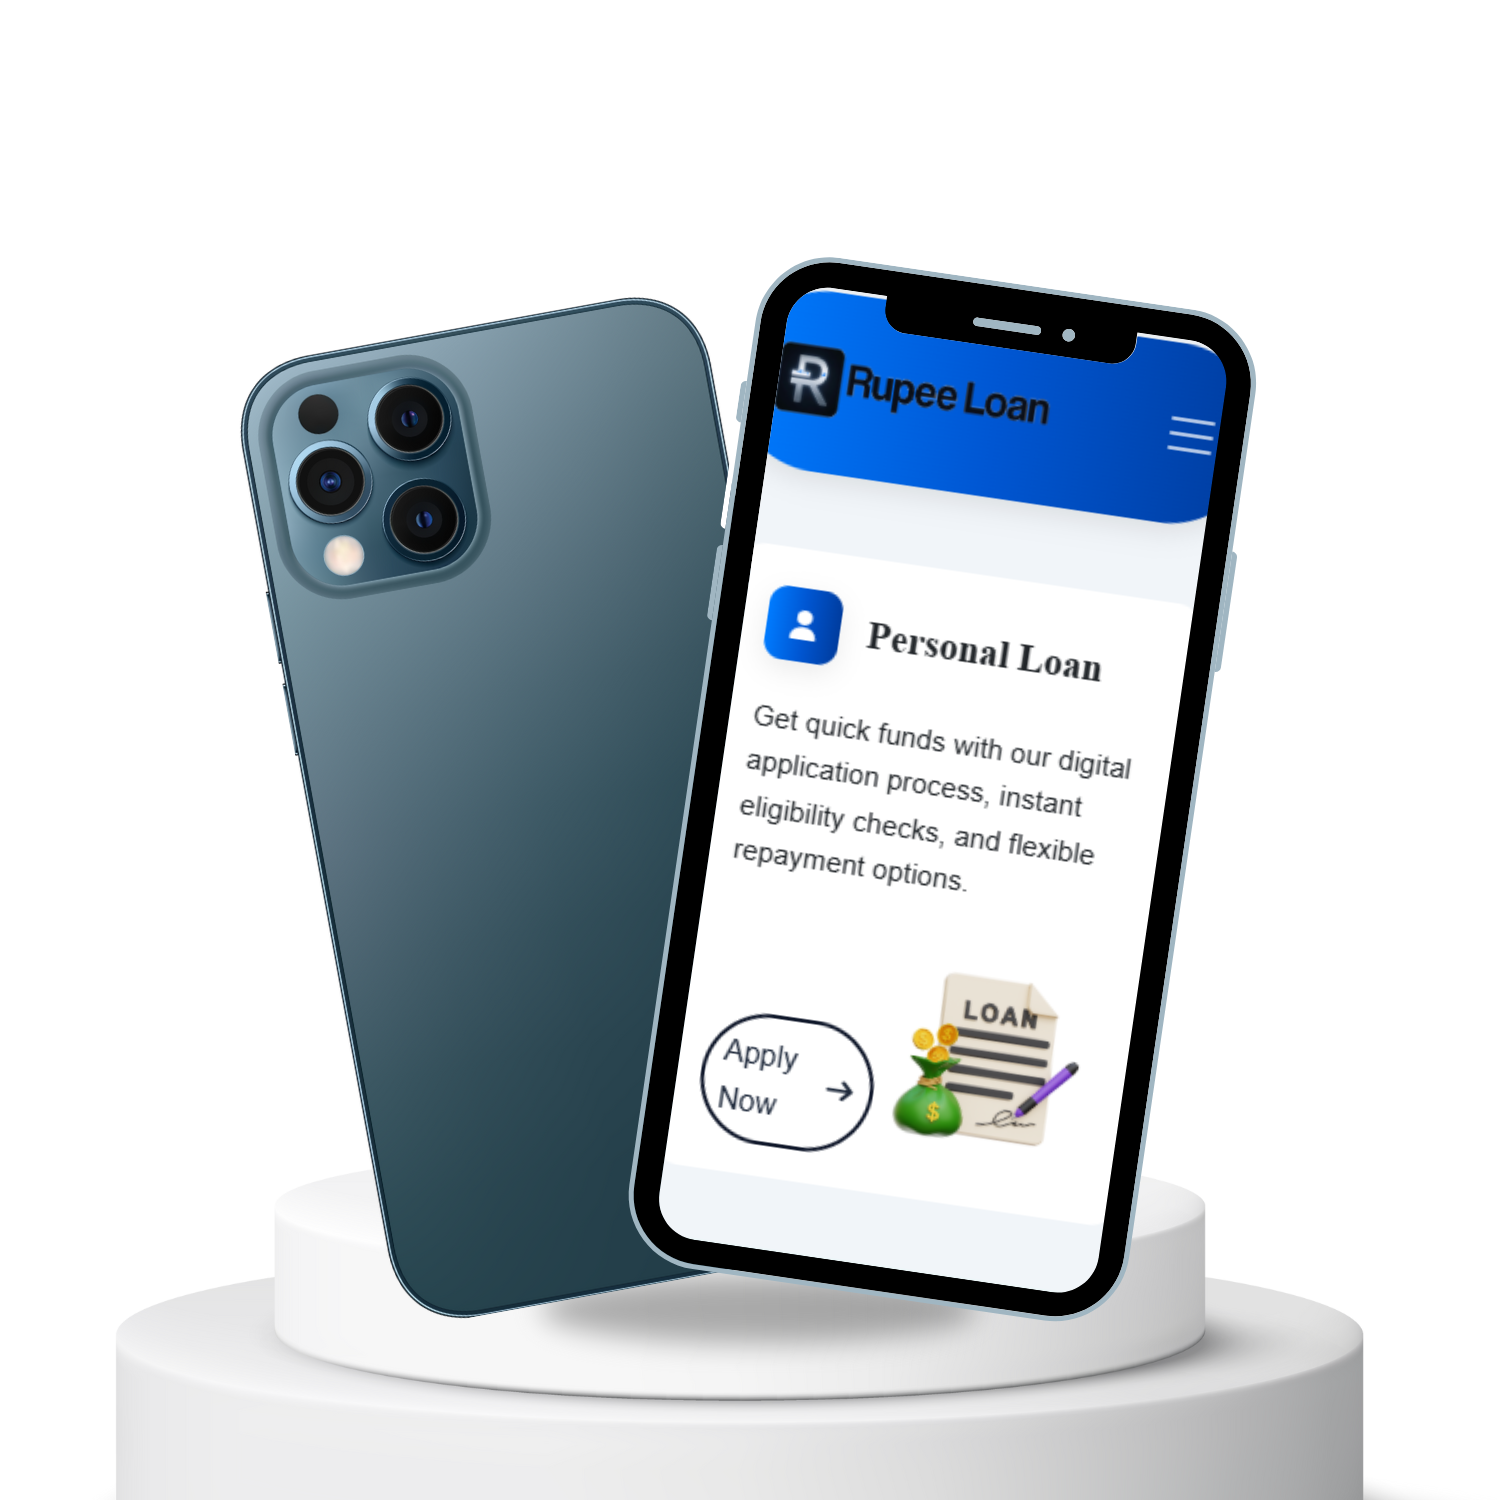 Rupee Loan
Personal Loan
Get quick funds with our digital
application process, instant
eligibility checks, and flexible
repayment options.
LOAN
Apply
Now
$